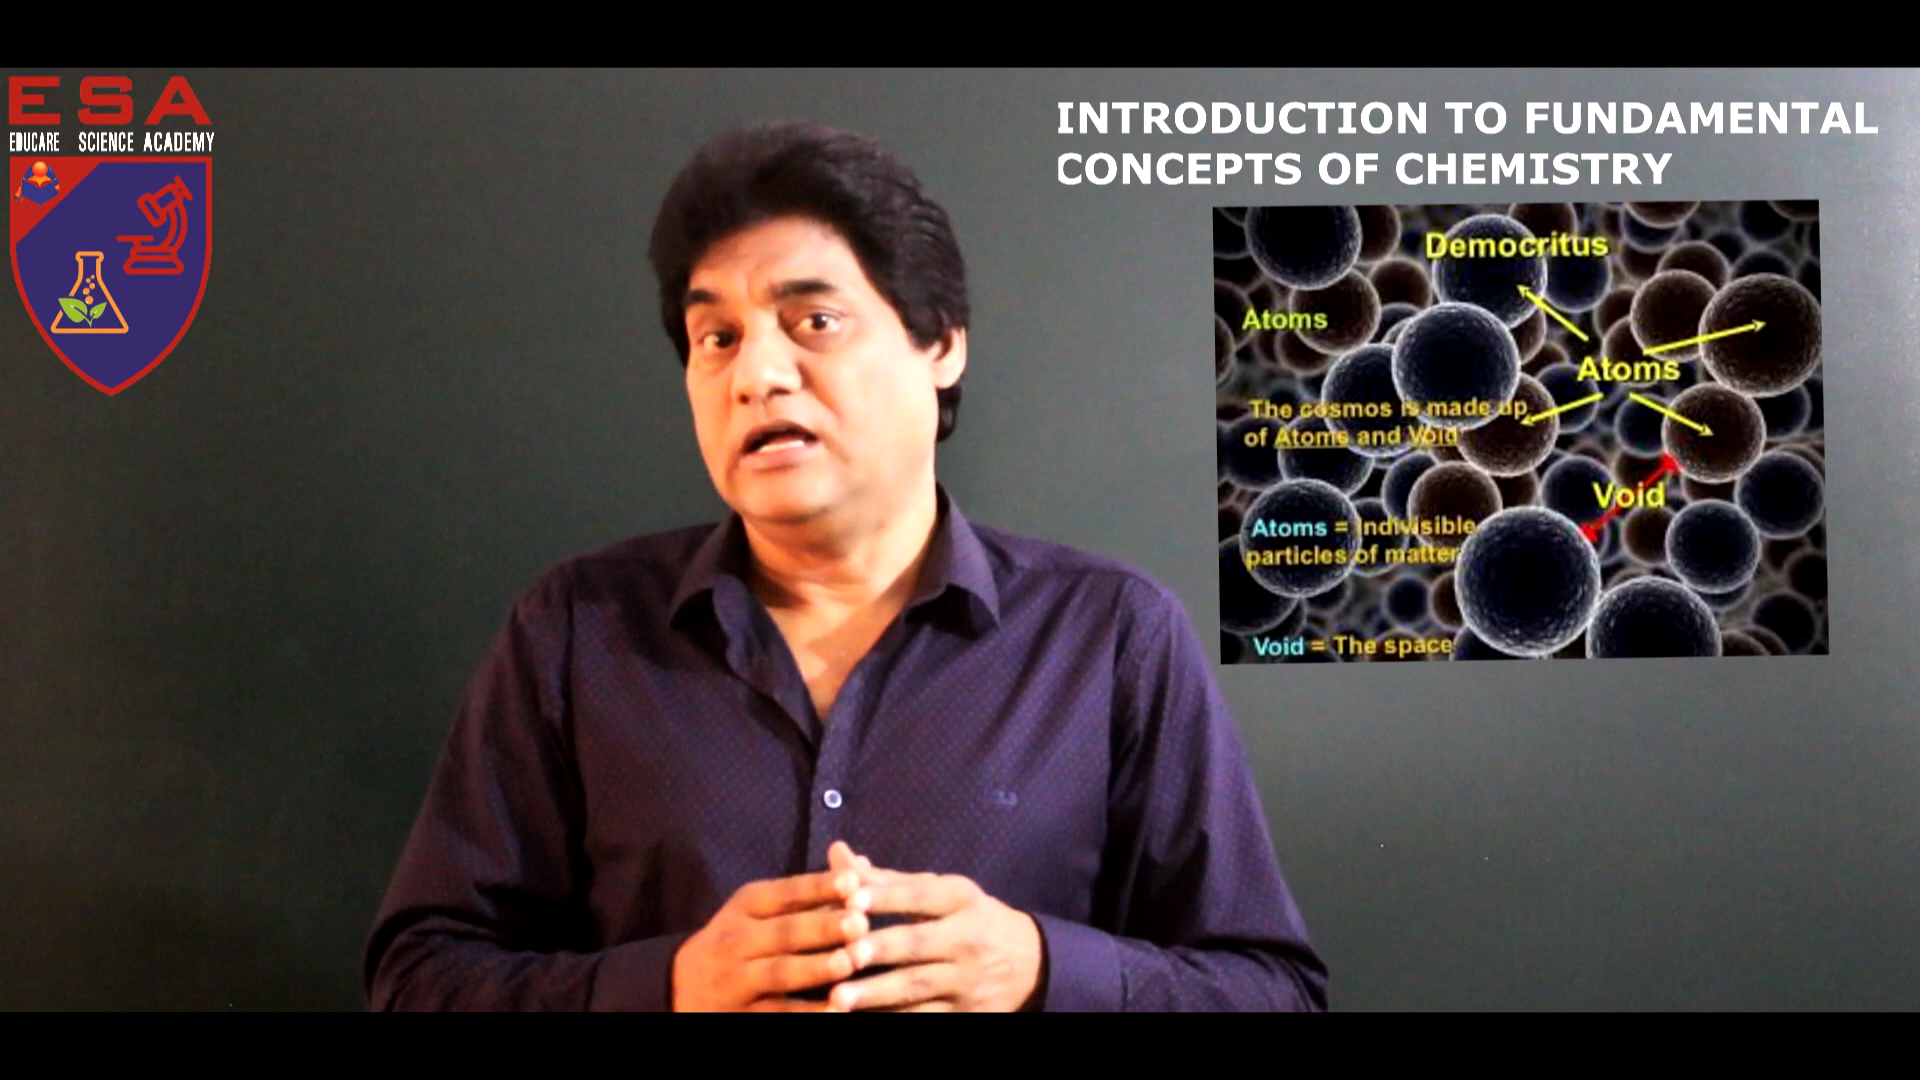 ESA
EDUCARE SCIENCE ACADEMY
INTRODUCTION TO FUNDAMENTAL
CONCEPTS OF CHEMISTRY
Democritus
Atoms
Atoms
The cosmos is made up
of Atoms and Void
Void
Atoms = Indivisible
particles of matter
Void = The space